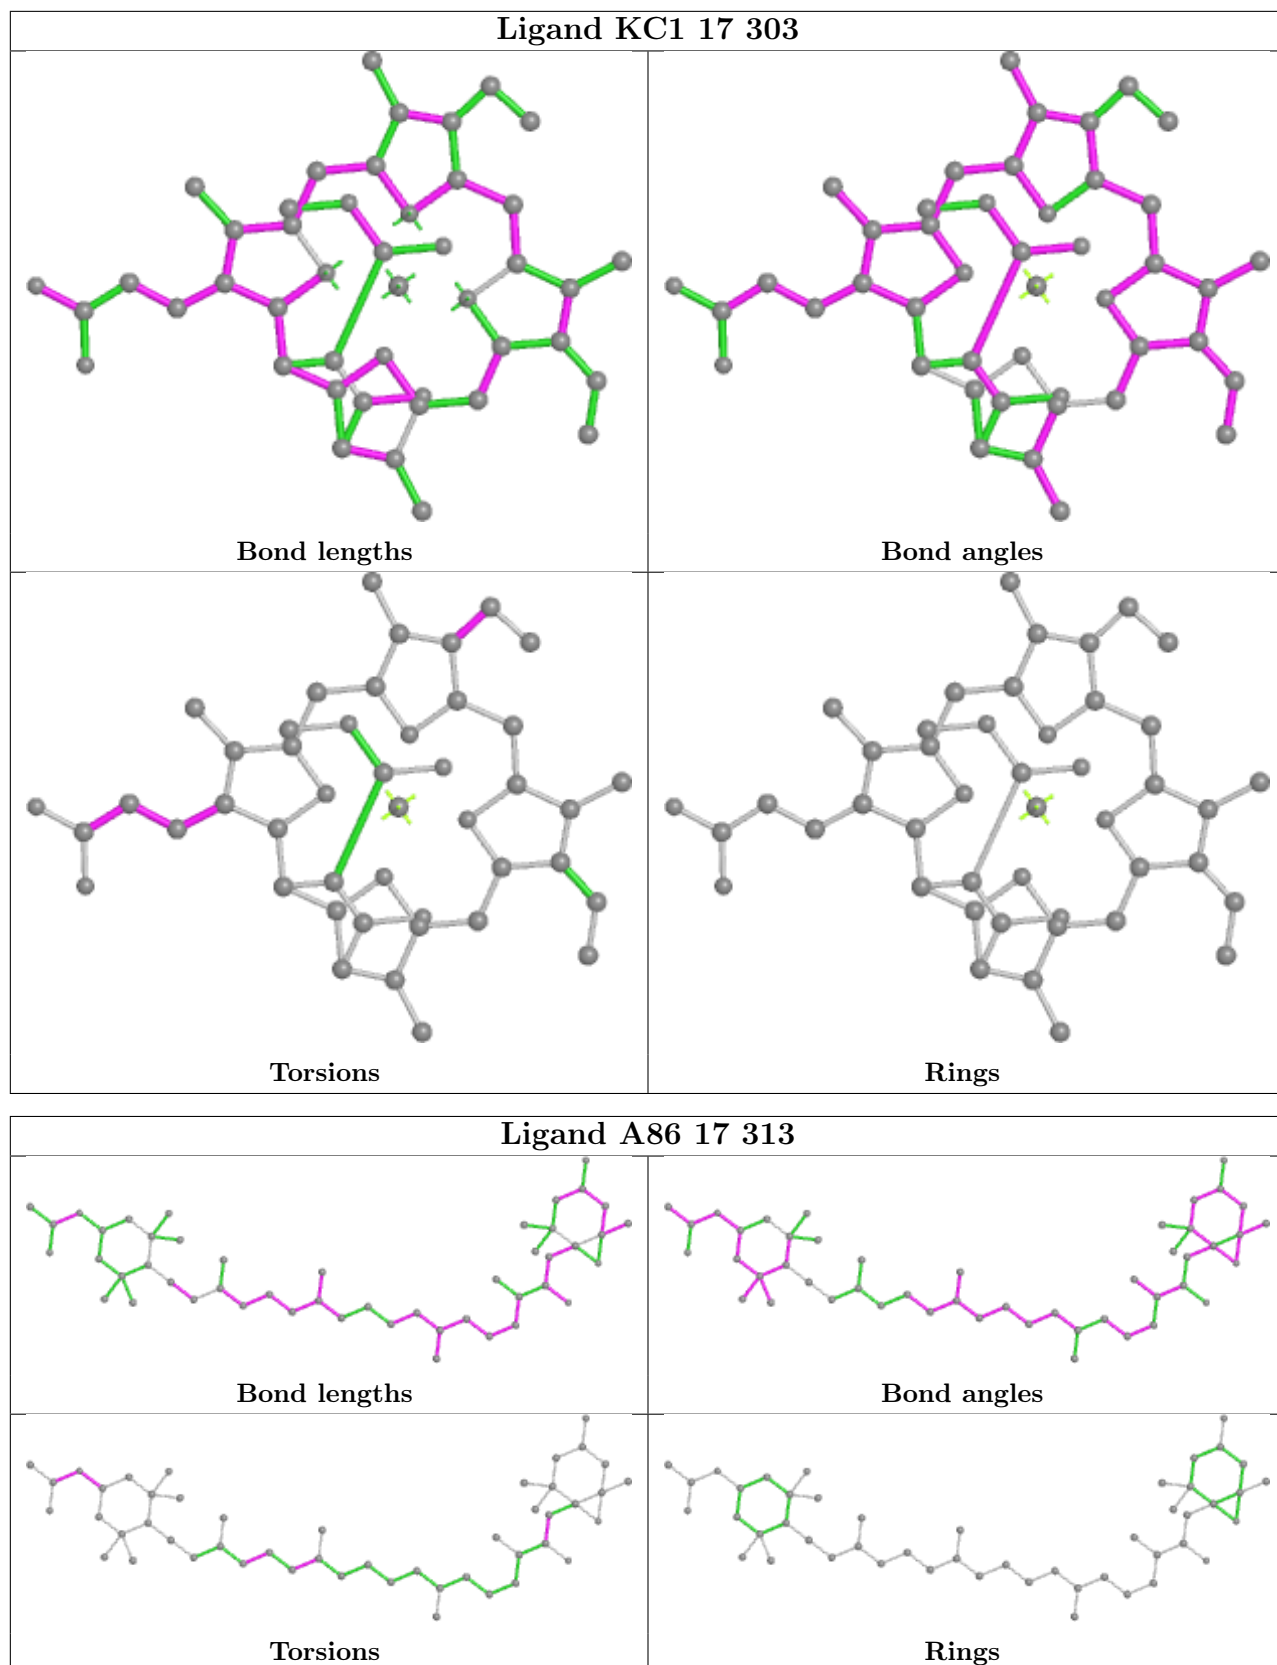 Ligand KC1 17 303
Bond lengths
Bond angles
Torsions
Rings
Ligand A86 17 313
Bond lengths
Bond angles
Torsions
Rings